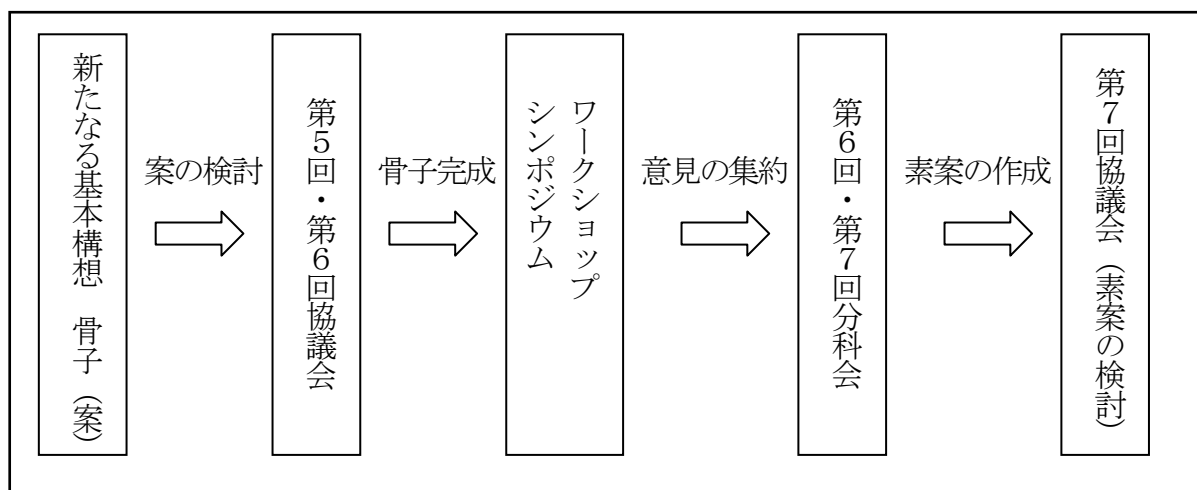 新たなる基本構想　骨子（案）
案の検討
第５回・第６回協議会
骨子完成
ワークショップ
シンポジウム
意見の集約
第６回・第７回分科会
素案の作成
第７回協議会（素案の検討）